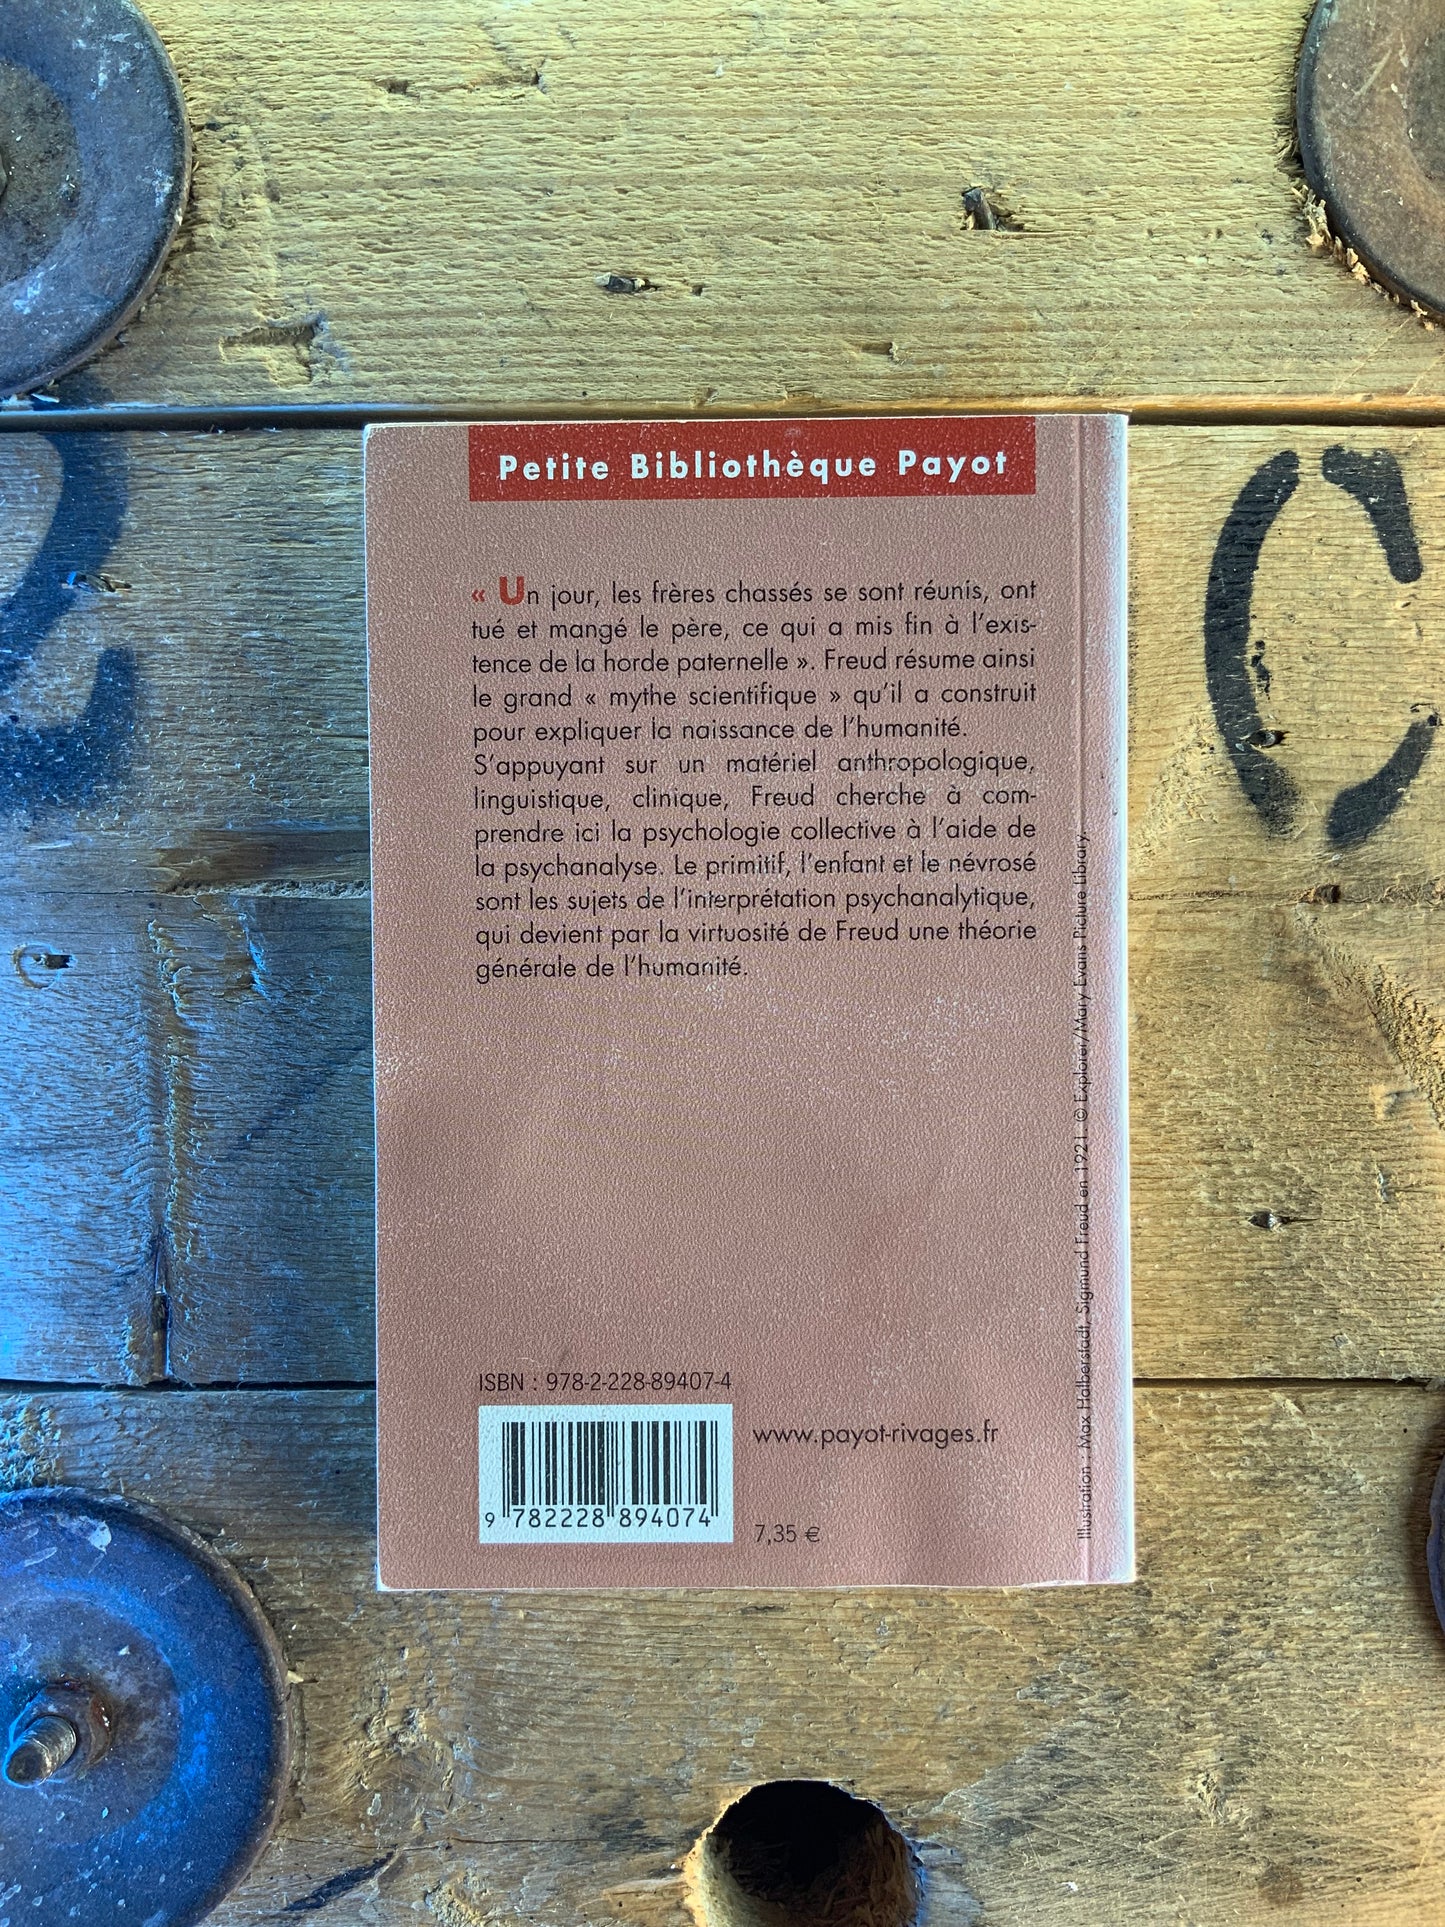 Petite Bibliothèque Payot
« Un jour, les frères chassés se sont réunis, ont
tué et mangé le père, ce qui a mis fin à l'exis-
tence de la horde paternelle ». Freud résume ainsi
le grand « mythe scientifique » qu'il a construit
pour expliquer la naissance de l'humanité.
S'appuyant sur un matériel anthropologique,
linguistique, clinique, Freud cherche à com-
prendre ici la psychologie collective à l'aide de
la psychanalyse. Le primitif, l'enfant et le névrosé
sont les sujets de l'interprétation psychanalytique,
qui devient par la virtuosité de Freud une théorie
générale de l'humanité.
Illustration : Max Halberstadt, Sigmund Freud en 1921. © Explorer/Mary Evans Picture Library.
ISBN : 978-2-228-89407-4
www.payot-rivages.fr
9 782228 894074
7,35 €
C